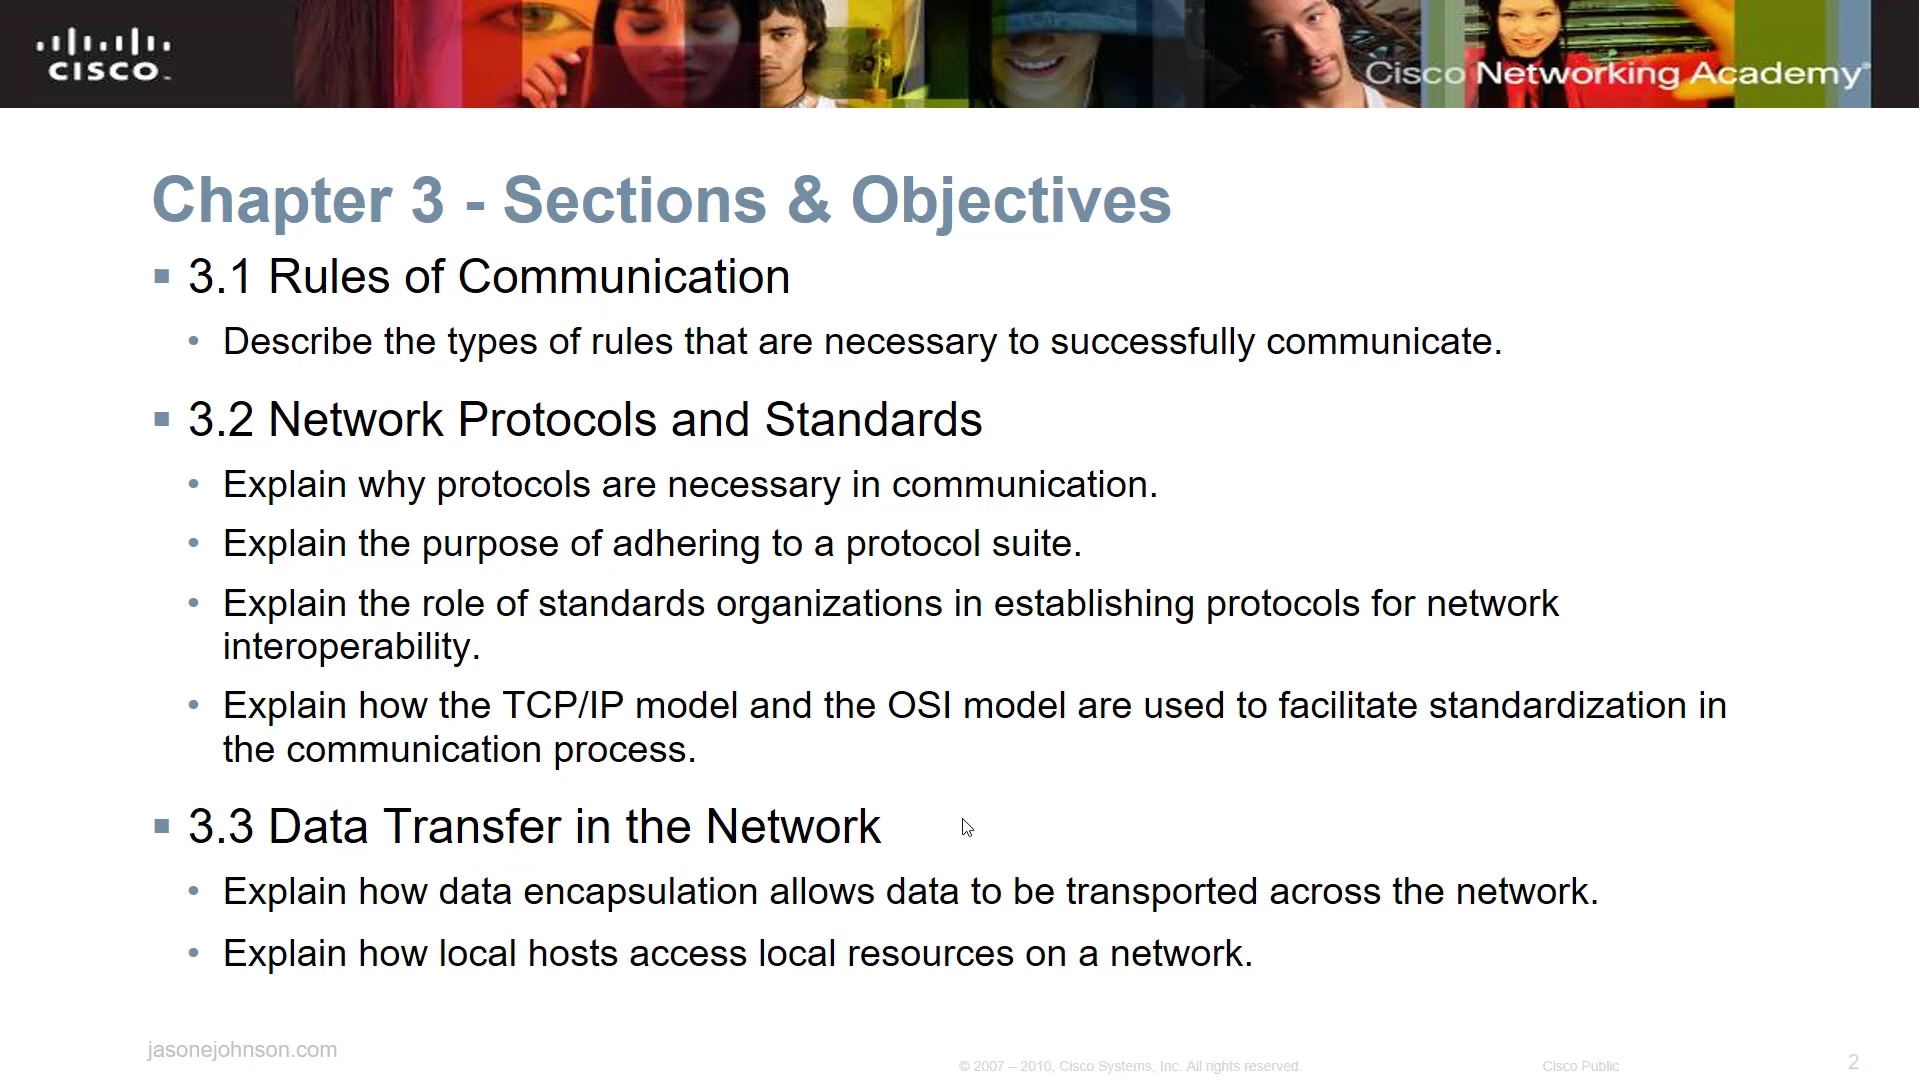 CISCO
Cisco Networking Academy®
Chapter 3 - Sections & Objectives
3.1 Rules of Communication
Describe the types of rules that are necessary to successfully communicate.
3.2 Network Protocols and Standards
Explain why protocols are necessary in communication.
Explain the purpose of adhering to a protocol suite.
Explain the role of standards organizations in establishing protocols for network
interoperability.
Explain how the TCP/IP model and the OSI model are used to facilitate standardization in
the communication process.
3.3 Data Transfer in the Network
Explain how data encapsulation allows data to be transported across the network.
Explain how local hosts access local resources on a network.
jasonejohnson.com
© 2007 – 2010, Cisco Systems, Inc. All rights reserved.
Cisco Public
2